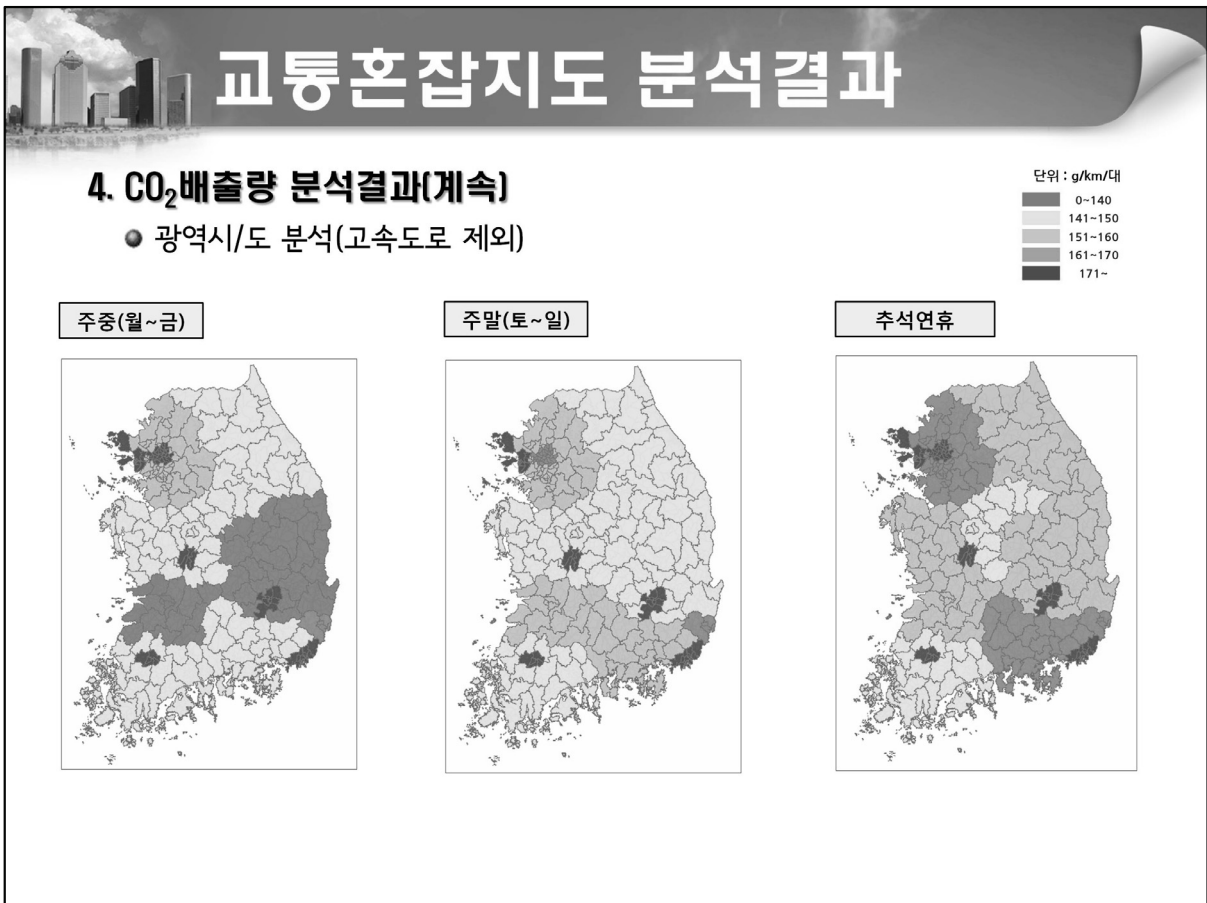 교통혼잡지도 분석결과
4. CO₂배출량 분석결과(계속)
광역시/도 분석(고속도로 제외)
단위 : g/km/대
0~140
141~150
151~160
161~170
171~
주중(월~금)
주말(토~일)
추석연휴